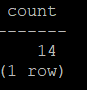 count
-------
14
(1 row)